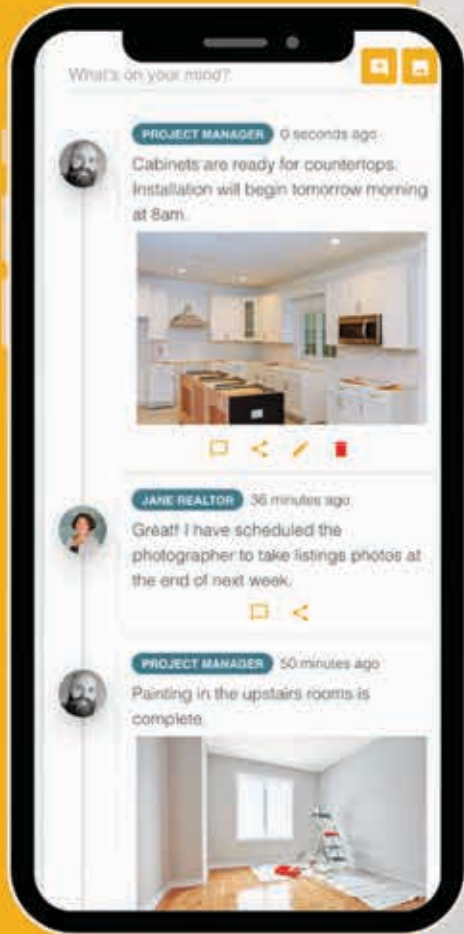 What's on your mind?
PROJECT MANAGER 0 seconds ago
Cabinets are ready for countertops.
Installation will begin tomorrow morning
at 8am.
JANE REALTOR 36 minutes ago
Great! I have scheduled the
photographer to take listings photos at
the end of next week.
PROJECT MANAGER 50 minutes ago
Painting in the upstairs rooms is
complete.